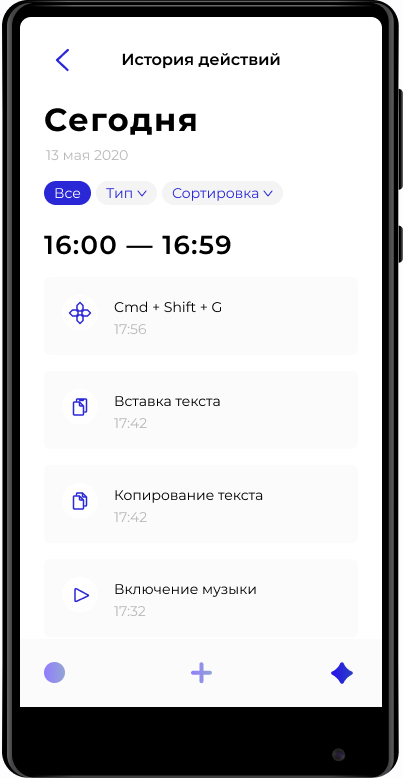 История действий
Сегодня
13 мая 2020
Все Тип Сортировка
16:00 — 16:59
Cmd + Shift + G
17:56
Вставка текста
17:42
Копирование текста
17:42
Включение музыки
17:32